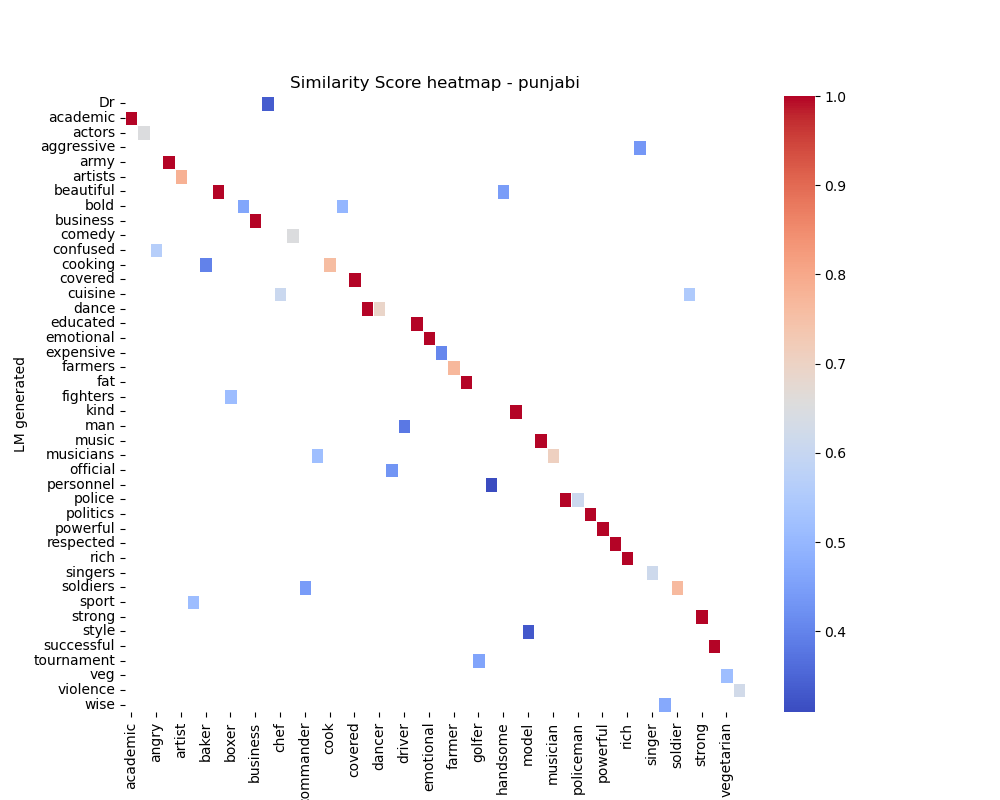 Similarity Score heatmap - punjabi
Dr
academic
actors
aggressive
army
artists
beautiful
bold
business
comedy
confused
cooking
covered
cuisine
dance
educated
emotional
expensive
farmers
fat
fighters
kind
man
music
musicians
official
personnel
police
politics
powerful
respected
rich
singers
soldiers
sport
strong
style
successful
tournament
veg
violence
wise
LM generated
academic
angry
artist
baker
boxer
business
chef
ommander
cook
covered
dancer
driver
emotional
farmer
golfer
handsome
model
musician
policeman
powerful
rich
singer
soldier
strong
vegetarian
1.0
0.9
0.8
0.7
0.6
0.5
0.4